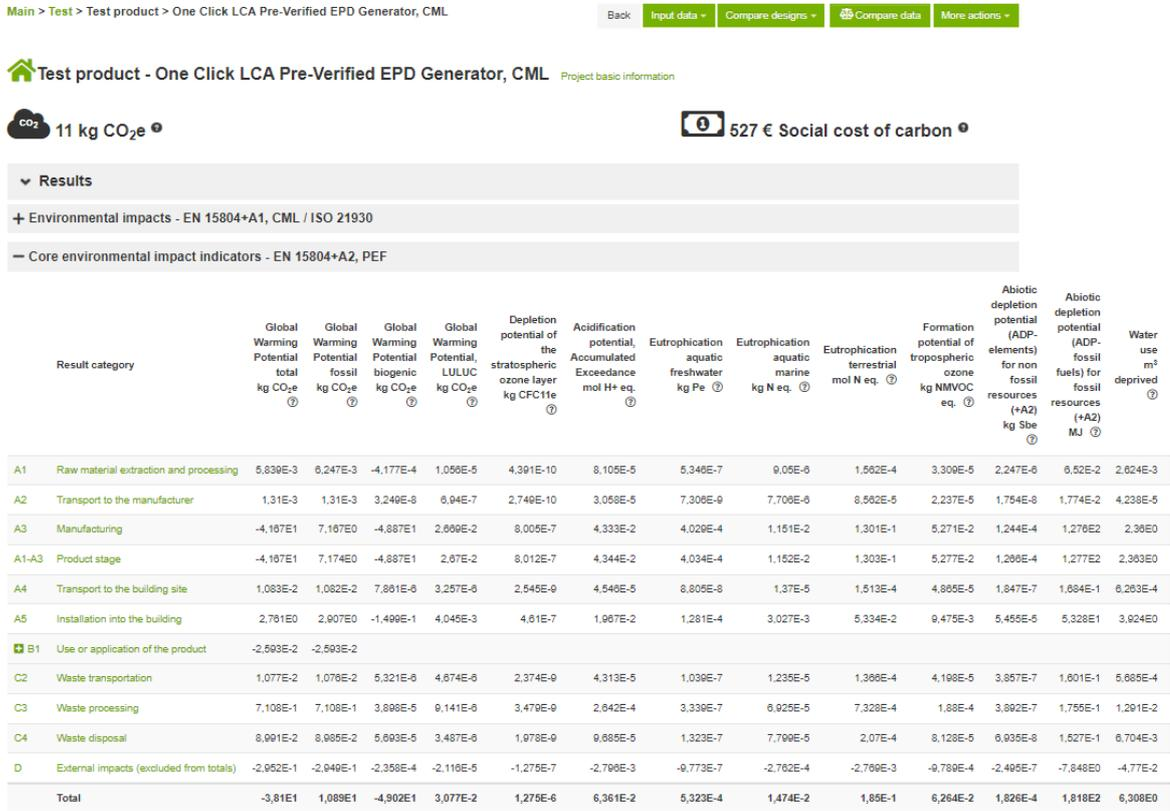 Main > Test > Test product > One Click LCA Pre-Verified EPD Generator, CML
Back Input data Compare designs Compare data More actions
Test product - One Click LCA Pre-Verified EPD Generator, CML Project basic information
CO2 11 kg CO₂e ? 1 527 € Social cost of carbon ?
Results
+ Environmental impacts - EN 15804+A1, CML / ISO 21930
− Core environmental impact indicators - EN 15804+A2, PEF
Result category Global Warming Potential total kg CO₂e ? Global Warming Potential fossil kg CO₂e ? Global Warming Potential biogenic kg CO₂e ? Global Warming Potential, LULUC kg CO₂e ? Depletion potential of the stratospheric ozone layer kg CFC11e ? Acidification potential, Accumulated Exceedance mol H+ eq. ? Eutrophication aquatic freshwater kg Pe ? Eutrophication aquatic marine kg N eq. ? Eutrophication terrestrial mol N eq. ? Formation potential of tropospheric ozone kg NMVOC eq. ? Abiotic depletion potential (ADP-elements) for non fossil resources (+A2) kg Sbe ? Abiotic depletion potential (ADP-fossil fuels) for fossil resources (+A2) MJ ? Water use m³ deprived ?
A1 Raw material extraction and processing 5,839E-3 6,247E-3 -4,177E-4 1,056E-5 4,391E-10 8,105E-5 5,346E-7 9,05E-6 1,562E-4 3,309E-5 2,247E-6 6,52E-2 2,624E-3
A2 Transport to the manufacturer 1,31E-3 1,31E-3 3,249E-8 6,94E-7 2,749E-10 3,058E-5 7,306E-9 7,706E-6 8,562E-5 2,237E-5 1,754E-8 1,774E-2 4,238E-5
A3 Manufacturing -4,167E1 7,167E0 -4,887E1 2,669E-2 8,005E-7 4,333E-2 4,029E-4 1,151E-2 1,301E-1 5,271E-2 1,244E-4 1,276E2 2,36E0
A1-A3 Product stage -4,167E1 7,174E0 -4,887E1 2,67E-2 8,012E-7 4,344E-2 4,034E-4 1,152E-2 1,303E-1 5,277E-2 1,266E-4 1,277E2 2,363E0
A4 Transport to the building site 1,083E-2 1,082E-2 7,861E-6 3,257E-6 2,545E-9 4,546E-5 8,805E-8 1,37E-5 1,513E-4 4,865E-5 1,847E-7 1,684E-1 6,263E-4
A5 Installation into the building 2,761E0 2,907E0 -1,499E-1 4,045E-3 4,61E-7 1,967E-2 1,281E-4 3,027E-3 5,334E-2 9,475E-3 5,455E-5 5,328E1 3,924E0
B1 Use or application of the product -2,593E-2 -2,593E-2
C2 Waste transportation 1,077E-2 1,076E-2 5,321E-6 4,674E-6 2,374E-9 4,313E-5 1,039E-7 1,235E-5 1,366E-4 4,198E-5 3,857E-7 1,601E-1 5,685E-4
C3 Waste processing 7,108E-1 7,108E-1 3,898E-5 9,141E-6 3,479E-9 2,642E-4 3,339E-7 6,925E-5 7,328E-4 1,88E-4 3,892E-7 1,755E-1 1,291E-2
C4 Waste disposal 8,991E-2 8,985E-2 5,693E-5 3,487E-6 1,978E-9 9,685E-5 1,323E-7 7,799E-5 2,07E-4 8,128E-5 6,935E-8 1,527E-1 6,704E-3
D External impacts (excluded from totals) -2,952E-1 -2,949E-1 -2,358E-4 -2,116E-5 -1,275E-7 -2,796E-3 -9,773E-7 -2,762E-4 -2,769E-3 -9,789E-4 -2,495E-7 -7,848E0 -4,77E-2
Total -3,81E1 1,089E1 -4,902E1 3,077E-2 1,275E-6 6,361E-2 5,323E-4 1,474E-2 1,85E-1 6,264E-2 1,826E-4 1,818E2 6,308E0